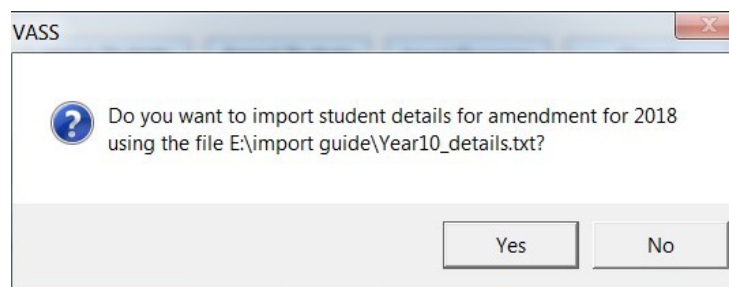 VASS
Do you want to import student details for amendment for 2018
using the file E:\import guide\Year10_details.txt?
Yes
No